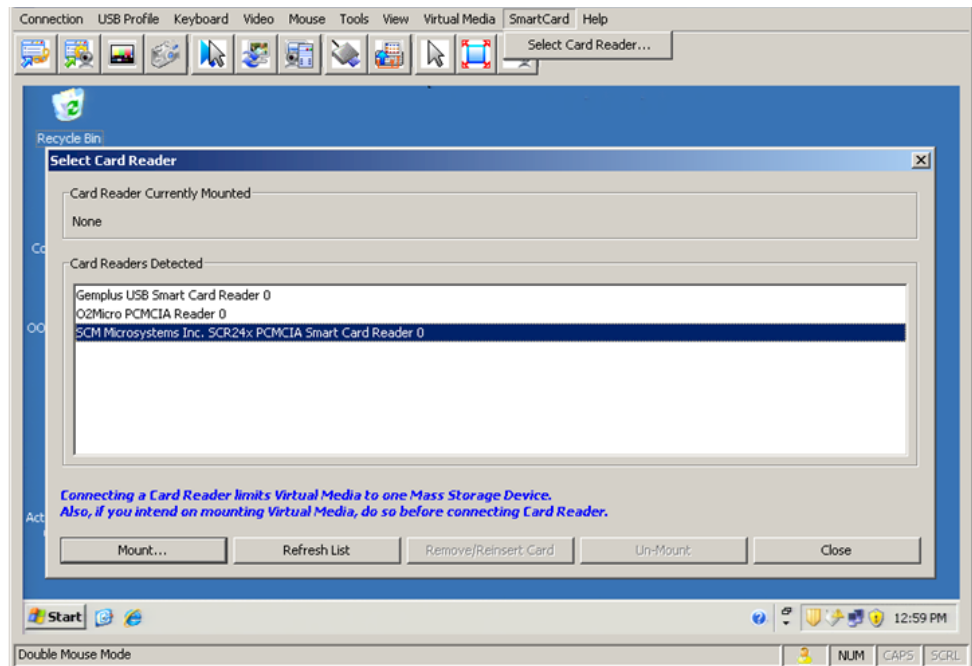 Connection USB Profile Keyboard Video Mouse Tools View Virtual Media SmartCard Help
Select Card Reader...
Recycle Bin
Select Card Reader
Card Reader Currently Mounted
None
Co
Card Readers Detected
Gemplus USB Smart Card Reader 0
O2Micro PCMCIA Reader 0
OO
SCM Microsystems Inc. SCR24x PCMCIA Smart Card Reader 0
Connecting a Card Reader limits Virtual Media to one Mass Storage Device.
Also, if you intend on mounting Virtual Media, do so before connecting Card Reader.
Act
Mount... Refresh List Remove/Reinsert Card Un-Mount Close
Start 12:59 PM
Double Mouse Mode NUM CAPS SCRL